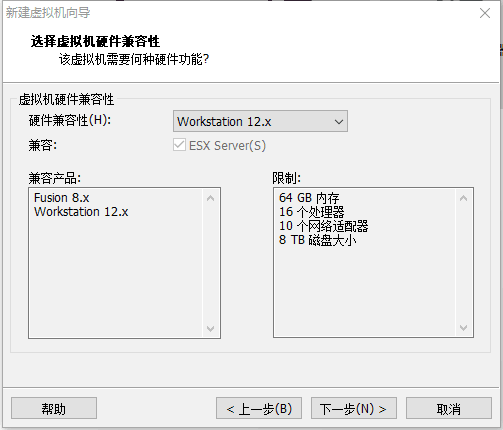 新建虚拟机向导
选择虚拟机硬件兼容性
该虚拟机需要何种硬件功能?
虚拟机硬件兼容性
硬件兼容性(H):
Workstation 12.x
兼容:
ESX Server(S)
兼容产品:
Fusion 8.x
Workstation 12.x
限制:
64 GB 内存
16 个处理器
10 个网络适配器
8 TB 磁盘大小
帮助
< 上一步(B)
下一步(N) >
取消